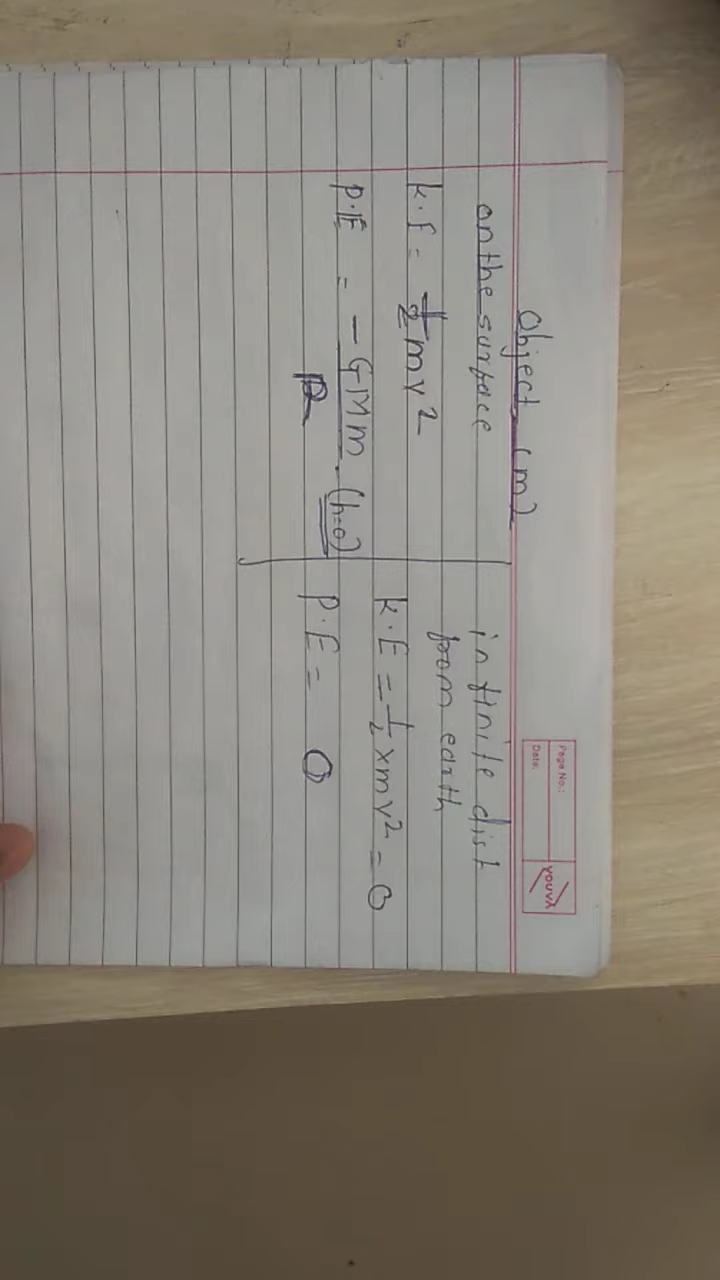 Page No.:
Date:
YOUVA
Object (m)
on the surface
K.E = 1/2 mv²
P.E = - GMm/R (h=0)
infinite dist
from earth
K.E = 1/2 x mv² = 0
P.E = 0